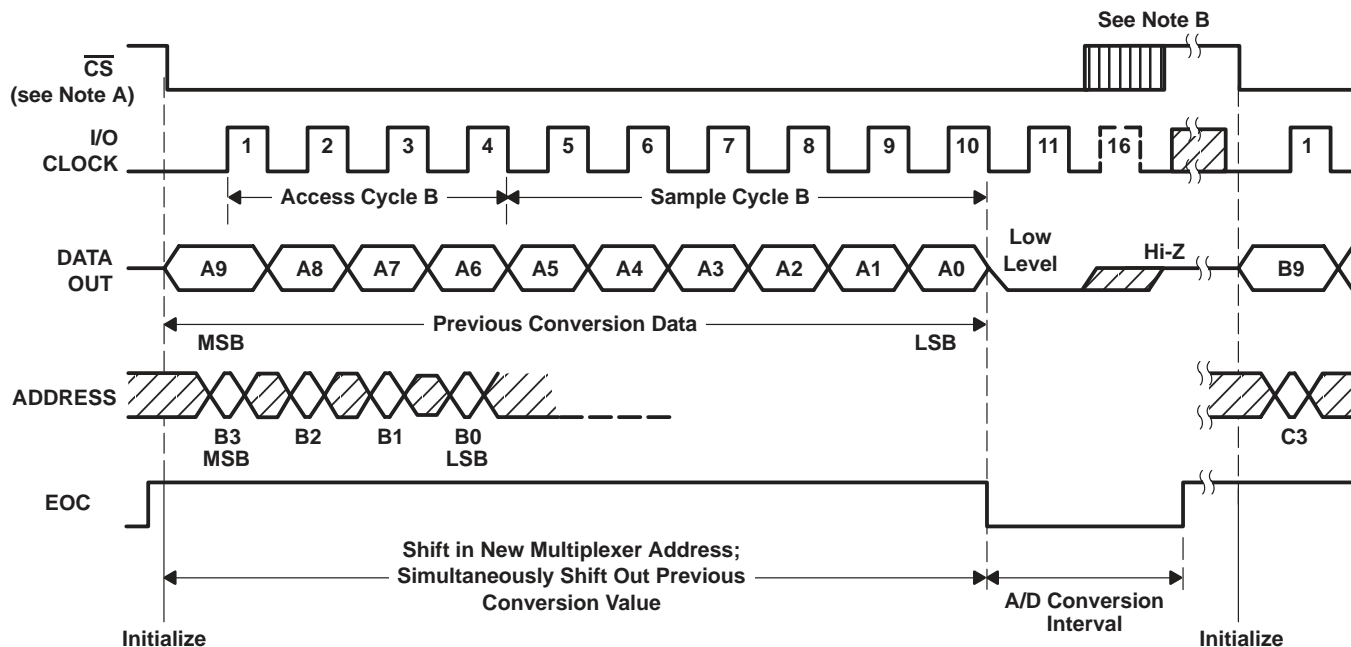 See Note B
CS
(see Note A)
I/O
CLOCK
1 2 3 4 5 6 7 8 9 10 11 16 1
Access Cycle B Sample Cycle B
DATA
OUT
A9 A8 A7 A6 A5 A4 A3 A2 A1 A0
Low
Level
Hi-Z
B9
Previous Conversion Data
MSB LSB
ADDRESS
B3 B2 B1 B0 C3
MSB LSB
EOC
Shift in New Multiplexer Address;
Simultaneously Shift Out Previous
Conversion Value
A/D Conversion
Interval
Initialize Initialize